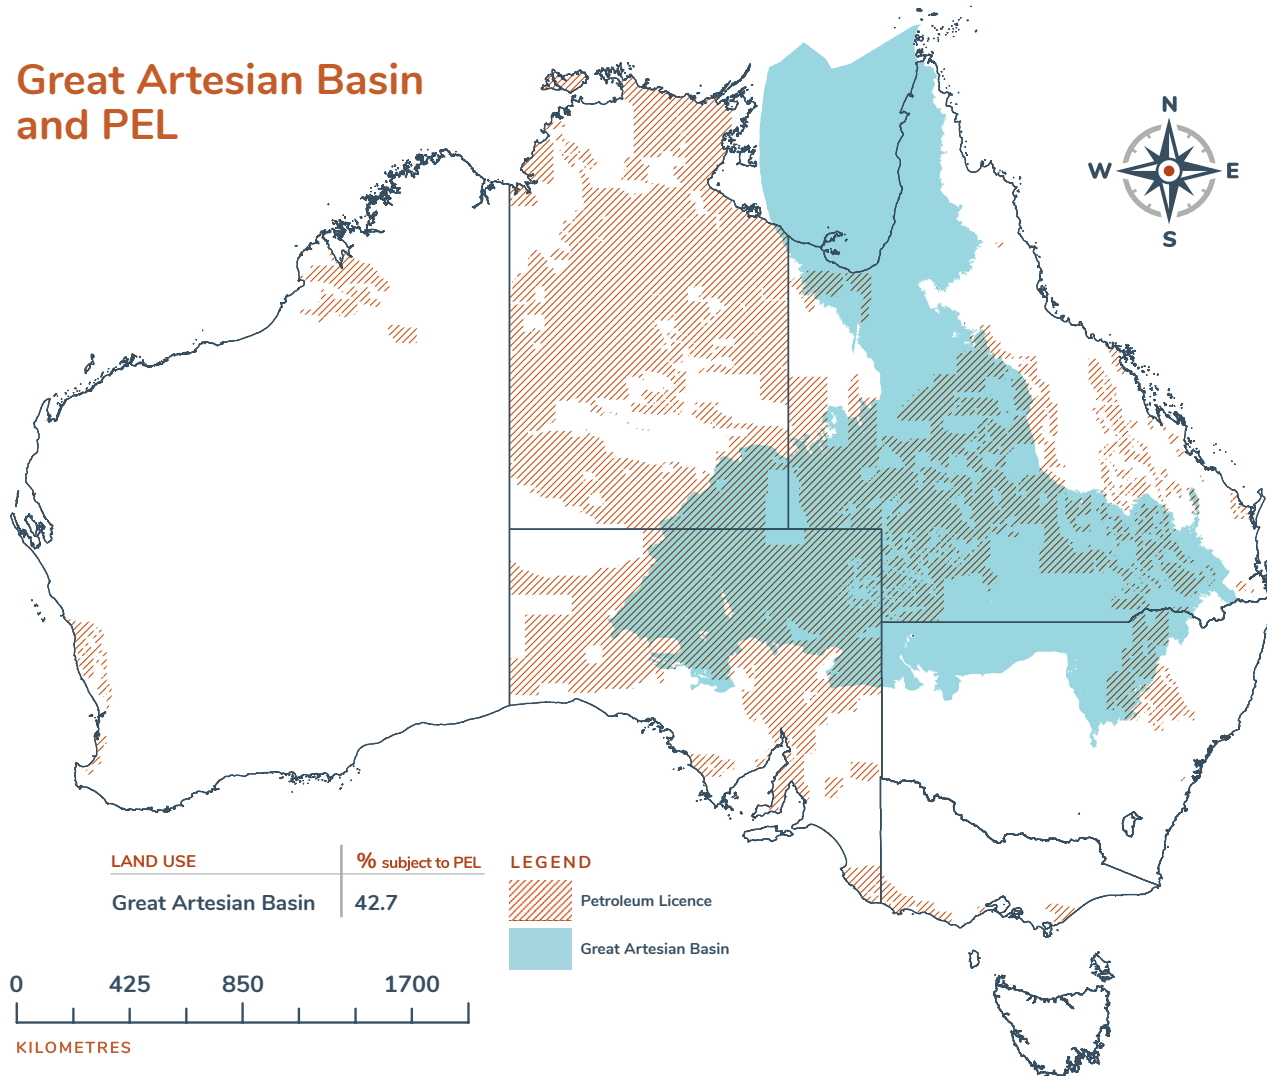 Great Artesian Basin
and PEL
N
W
E
S
LAND USE
% subject to PEL
Great Artesian Basin
42.7
LEGEND
Petroleum Licence
Great Artesian Basin
0 425 850 1700
KILOMETRES